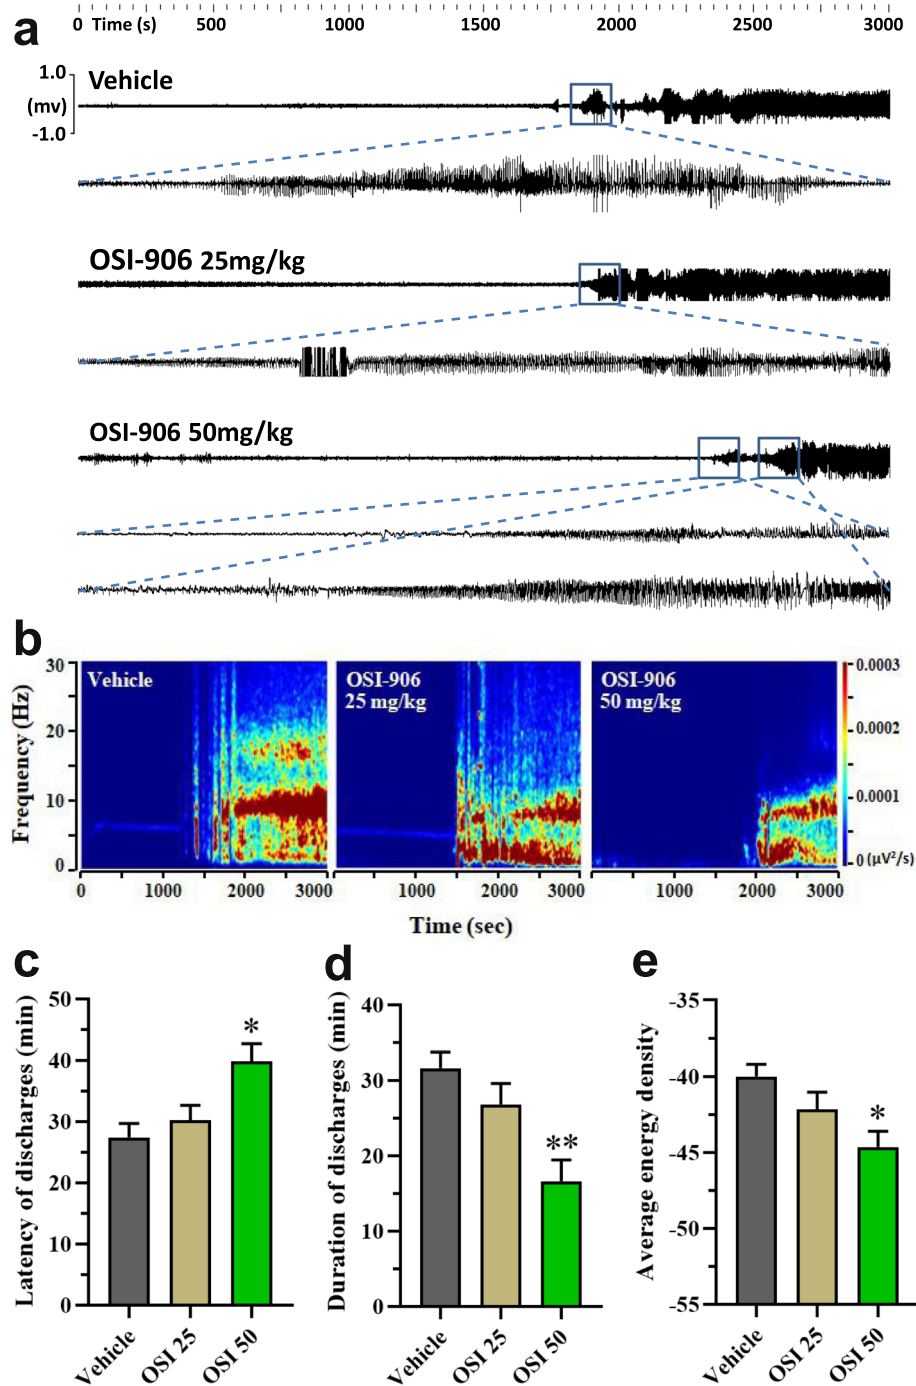 a
0 Time (s) 500 1000 1500 2000 2500 3000
1.0
(mv)
-1.0
Vehicle
OSI-906 25mg/kg
OSI-906 50mg/kg
b
Frequency (Hz)
30
20
10
0
Vehicle
OSI-906
25 mg/kg
OSI-906
50 mg/kg
0.0003
0.0002
0.0001
0 (μV²/s)
0 1000 2000 3000
1000 2000 3000
1000 2000 3000
Time (sec)
c
Latency of discharges (min)
50
40
30
20
10
0
*
Vehicle
OSI 25
OSI 50
d
Duration of discharges (min)
40
30
20
10
0
**
Vehicle
OSI 25
OSI 50
e
Average energy density
-35
-40
-45
-50
-55
*
Vehicle
OSI 25
OSI 50